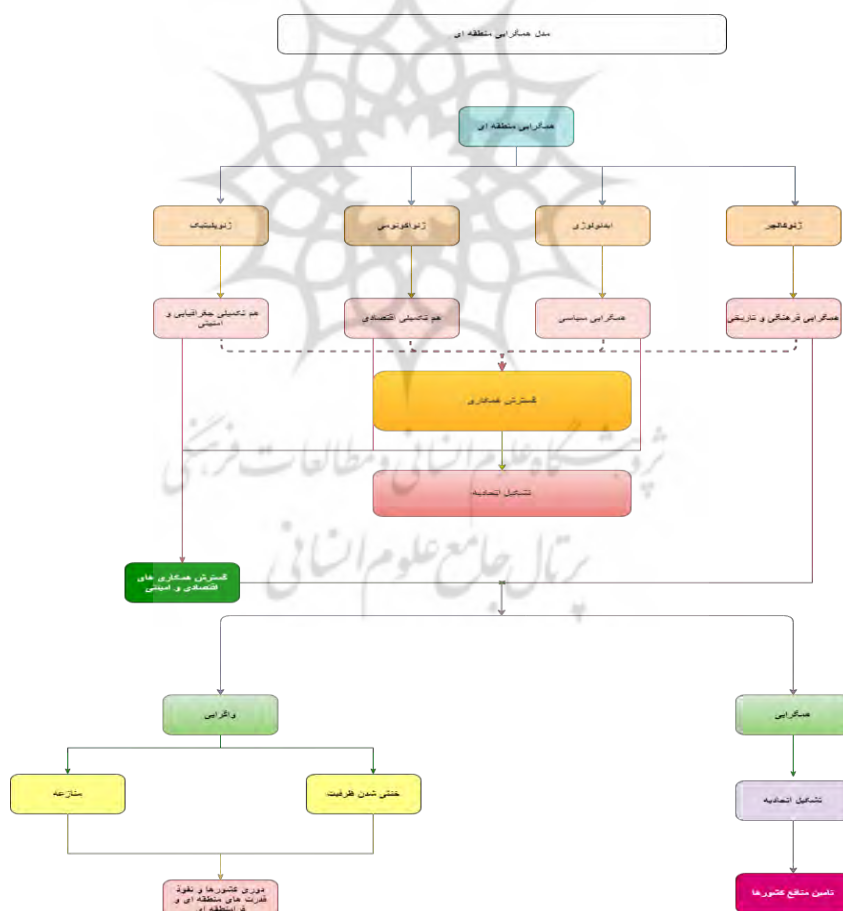 مدل همگرایی منطقه ای
همگرایی منطقه ای
ژئوکالچر
ایدئولوژی
ژئواکونومی
ژئوپلیتیک
همگرایی فرهنگی و تاریخی
همگرایی سیاسی
هم تکمیلی اقتصادی
هم تکمیلی جغرافیایی و
امنیتی
گسترش همکاری
پژوهشگاه علوم انسانی و مطالعات فرهنگی
تشکیل اتحادیه
پرتال جامع علوم انسانی
گسترش همکاری های
اقتصادی و امنیتی
همگرایی
واگرایی
تشکیل اتحادیه
خنثی شدن ظرفیت
منازعه
تامین منافع کشورها
دوری کشورها و نفوذ
قدرت های منطقه ای و
فرامنطقه ای